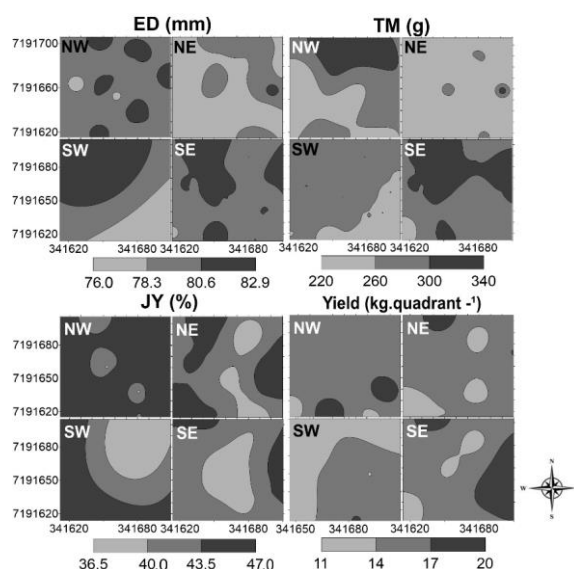 ED (mm) TM (g)
7191700 NW NE NW NE
7191660
7191620
7191680 SW SE SW SE
7191650
7191610
341620 341680 341620 341680 341620 341680 341620 341680
76.0 78.3 80.6 82.9 220 260 300 340
JY (%) Yield (kg.quadrant -¹)
NW NE NW NE
7191680
7191650
7191620
SW SE SW SE
7191680
7191650
7191620
341620 341680 341620 341680 341650 341680 341620 341680
36.5 40.0 43.5 47.0 11 14 17 20
N
W E
S